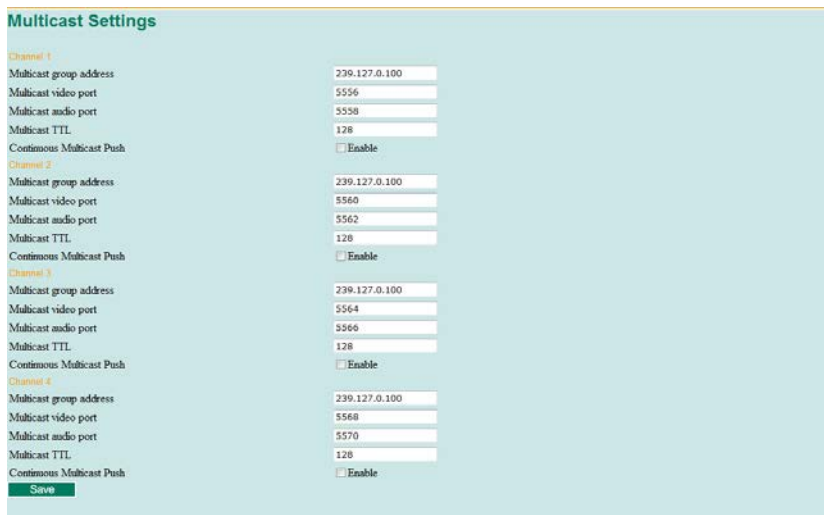 Multicast Settings
Channel 1
Multicast group address 239.127.0.100
Multicast video port 5556
Multicast audio port 5558
Multicast TTL 128
Continuous Multicast Push Enable
Channel 2
Multicast group address 239.127.0.100
Multicast video port 5560
Multicast audio port 5562
Multicast TTL 128
Continuous Multicast Push Enable
Channel 3
Multicast group address 239.127.0.100
Multicast video port 5564
Multicast audio port 5566
Multicast TTL 128
Continuous Multicast Push Enable
Channel 4
Multicast group address 239.127.0.100
Multicast video port 5568
Multicast audio port 5570
Multicast TTL 128
Continuous Multicast Push Enable
Save